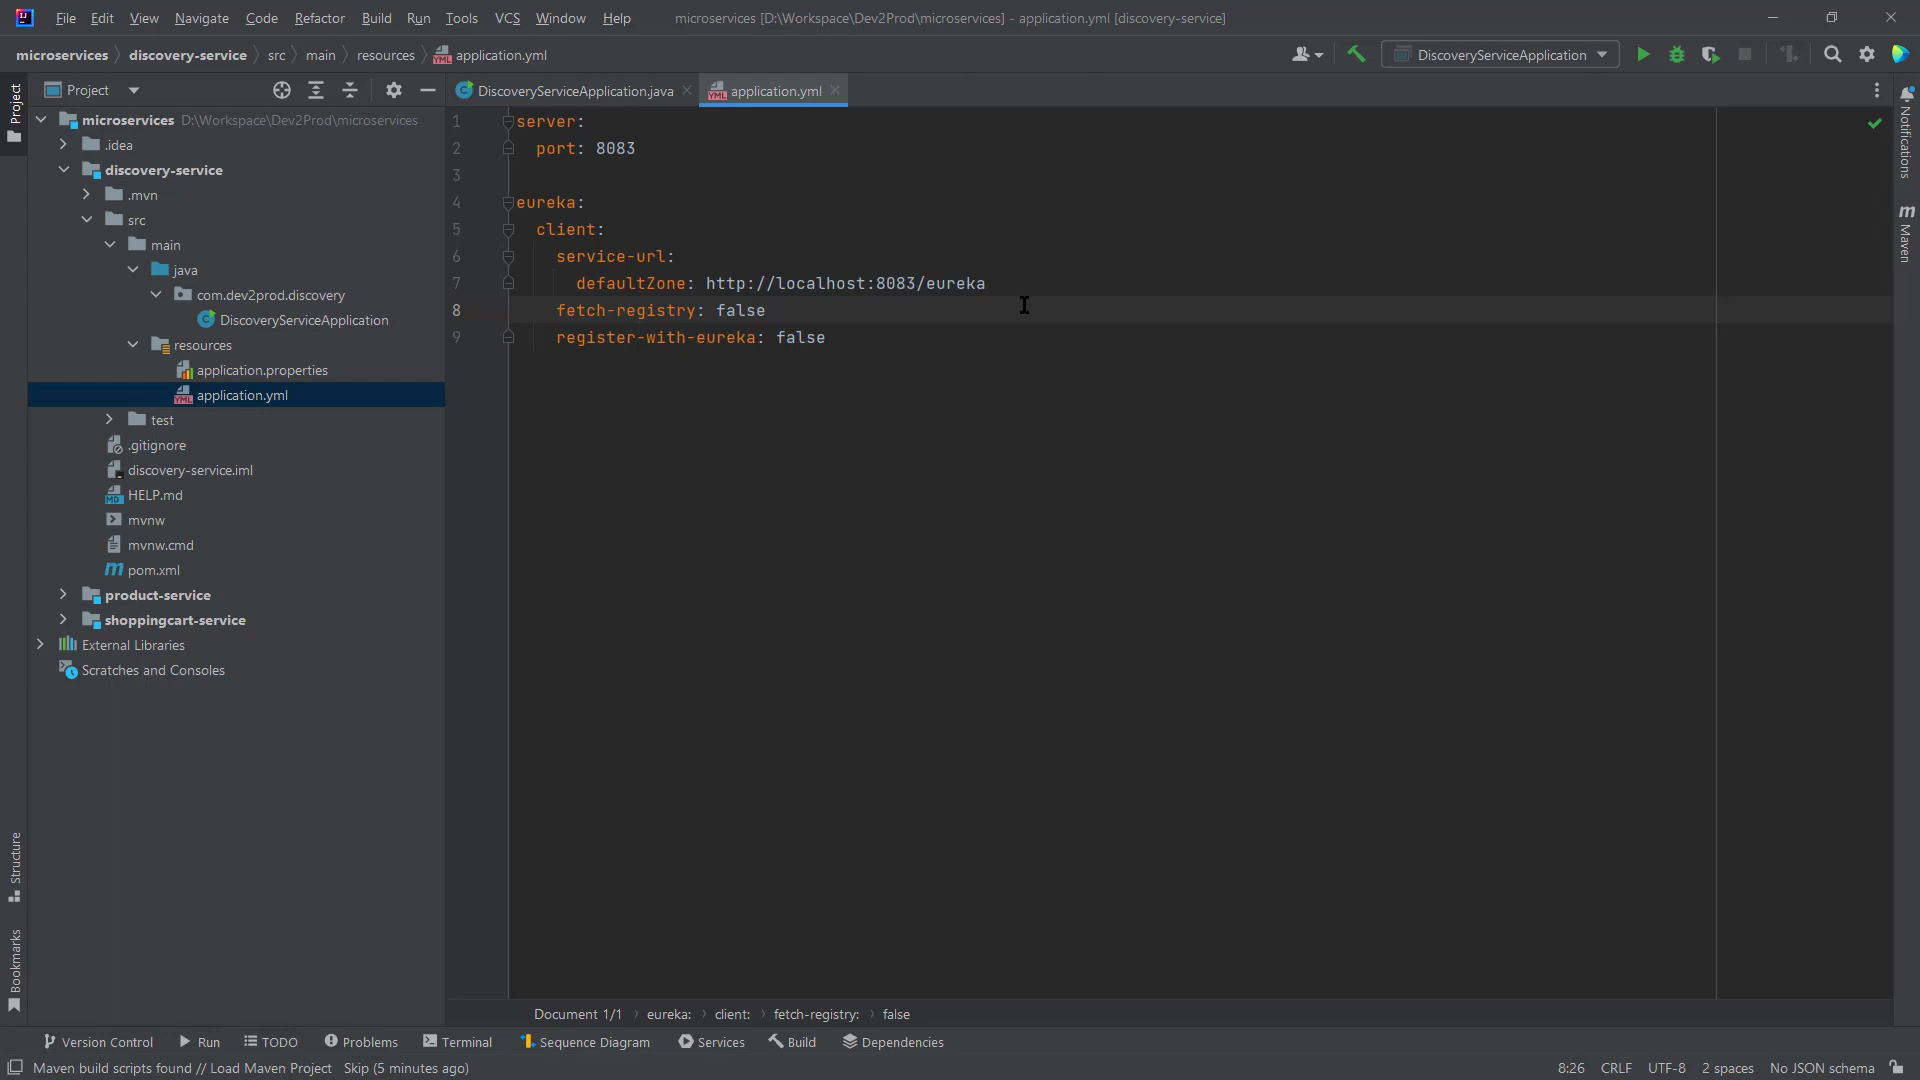 File Edit View Navigate Code Refactor Build Run Tools VCS Window Help microservices [D:\Workspace\Dev2Prod\microservices] - application.yml [discovery-service]
microservices discovery-service src main resources application.yml DiscoveryServiceApplication
Project DiscoveryServiceApplication.java application.yml
Project
Notifications
Maven
Structure
Bookmarks
microservices D:\Workspace\Dev2Prod\microservices
.idea
discovery-service
.mvn
src
main
java
com.dev2prod.discovery
DiscoveryServiceApplication
resources
application.properties
application.yml
test
.gitignore
discovery-service.iml
HELP.md
mvnw
mvnw.cmd
pom.xml
product-service
shoppingcart-service
External Libraries
Scratches and Consoles
1 server:
2 port: 8083
3
4 eureka:
5 client:
6 service-url:
7 defaultZone: http://localhost:8083/eureka
8 fetch-registry: false
9 register-with-eureka: false
Document 1/1 eureka: client: fetch-registry: false
Version Control Run TODO Problems Terminal Sequence Diagram Services Build Dependencies
Maven build scripts found // Load Maven Project Skip (5 minutes ago) 8:26 CRLF UTF-8 2 spaces No JSON schema